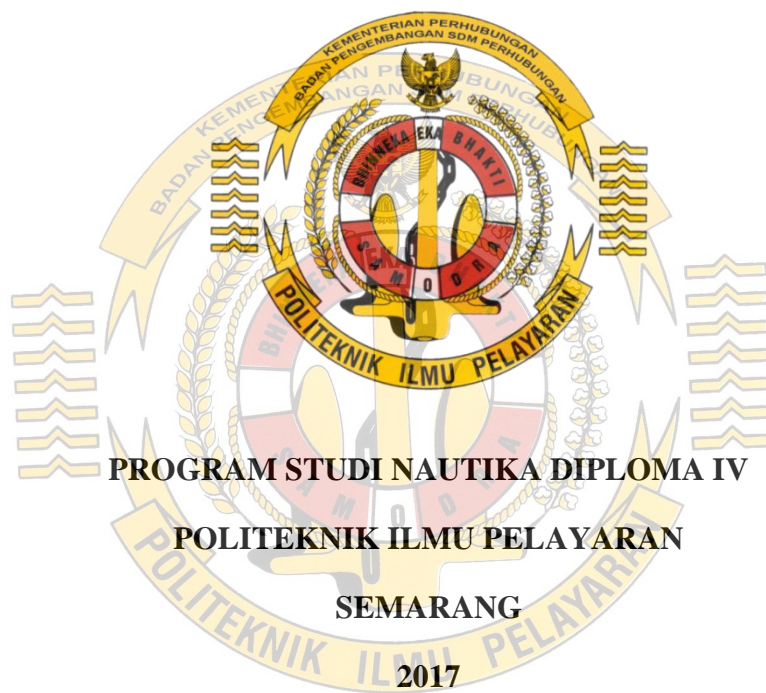 KEMENTERIAN PERHUBUNGAN
BADAN PENGEMBANGAN SDM PERHUBUNGAN
BHINNEKA EKA BHAKTI
SAMODRA
POLITEKNIK ILMU PELAYARAN
PROGRAM STUDI NAUTIKA DIPLOMA IV
POLITEKNIK ILMU PELAYARAN
SEMARANG
2017